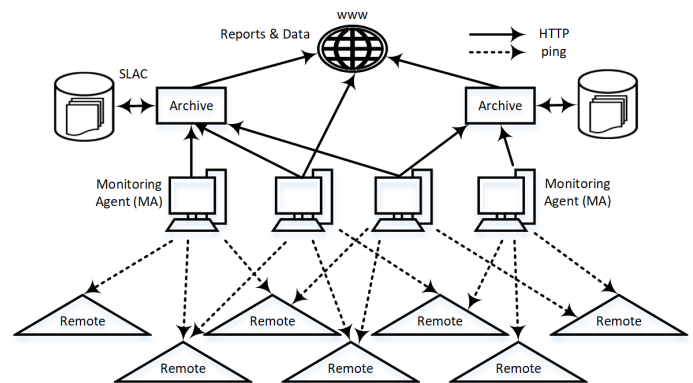 www
Reports & Data
HTTP
ping
SLAC
Archive
Archive
Monitoring
Agent (MA)
Monitoring
Agent (MA)
Remote
Remote
Remote
Remote
Remote
Remote
Remote